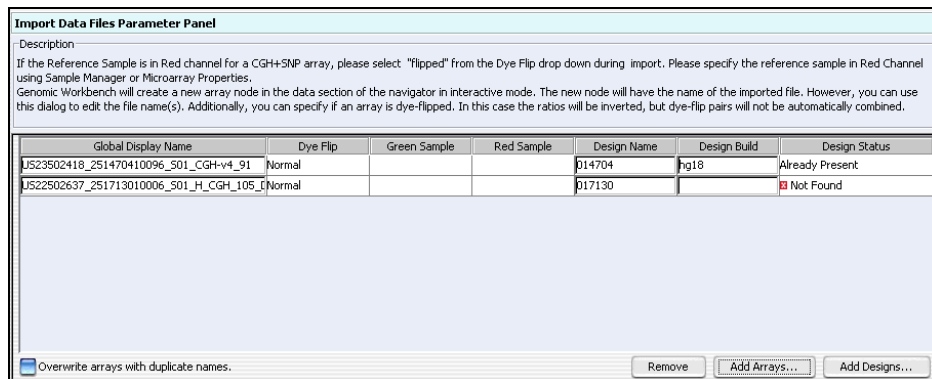 Import Data Files Parameter Panel
Description
If the Reference Sample is in Red channel for a CGH+SNP array, please select "flipped" from the Dye Flip drop down during import. Please specify the reference sample in Red Channel
using Sample Manager or Microarray Properties.
Genomic Workbench will create a new array node in the data section of the navigator in interactive mode. The new node will have the name of the imported file. However, you can use
this dialog to edit the file name(s). Additionally, you can specify if an array is dye-flipped. In this case the ratios will be inverted, but dye-flip pairs will not be automatically combined.
Global Display Name Dye Flip Green Sample Red Sample Design Name Design Build Design Status
US23502418_251470410096_S01_CGH-v4_91 Normal 014704 hg18 Already Present
US22502637_251713010006_S01_H_CGH_105_D Normal 017130 Not Found
Overwrite arrays with duplicate names. Remove Add Arrays... Add Designs...